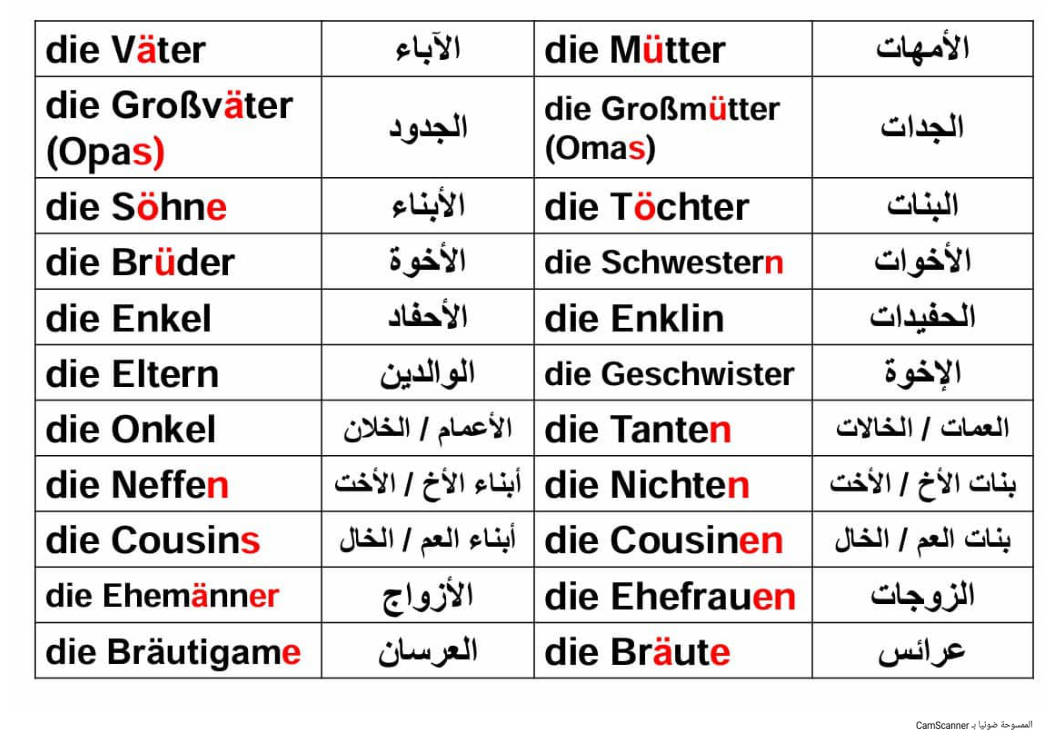 die Väter الآباء die Mütter الأمهات
die Großväter
(Opas) الجدود die Großmütter
(Omas) الجدات
die Söhne الأبناء die Töchter البنات
die Brüder الأخوة die Schwestern الأخوات
die Enkel الأحفاد die Enklin الحفيدات
die Eltern الوالدين die Geschwister الإخوة
die Onkel الأعمام / الخلان die Tanten العمات / الخالات
die Neffen أبناء الأخ / الأخت die Nichten بنات الأخ / الأخت
die Cousins أبناء العم / الخال die Cousinen بنات العم / الخال
die Ehemänner الأزواج die Ehefrauen الزوجات
die Bräutigame العرسان die Bräute عرائس
الممسوحة ضوئيا بـ CamScanner